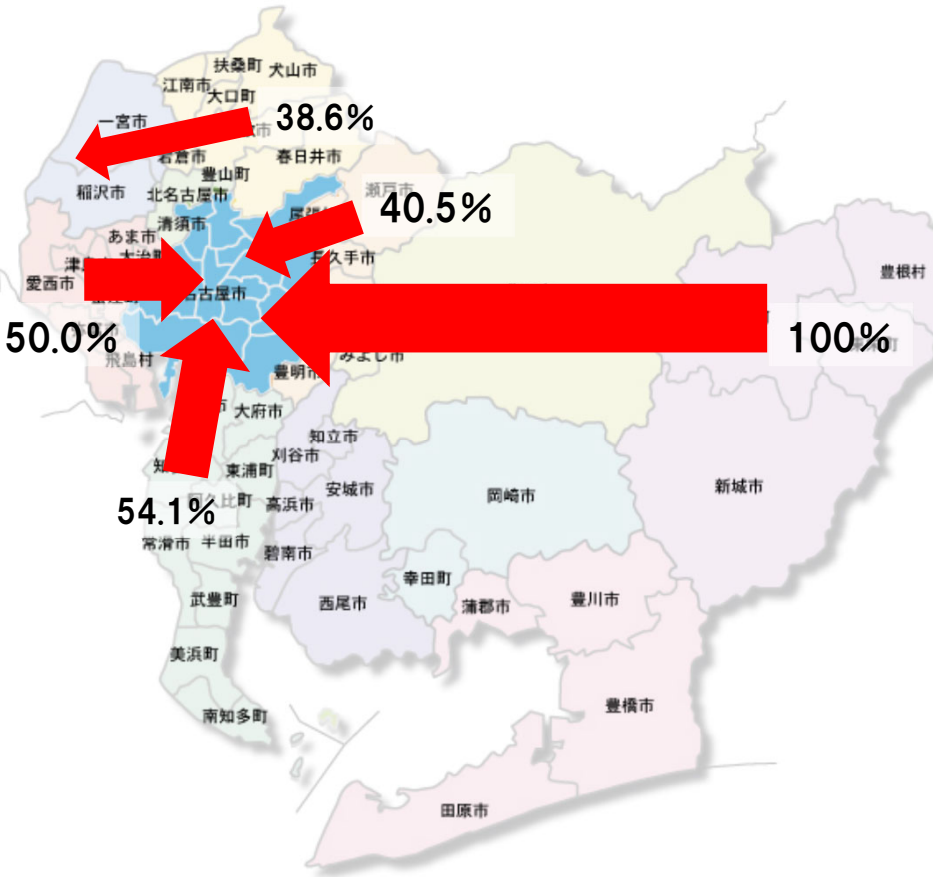 扶桑町
犬山市
江南市
大口町
38.6%
一宮市
岩倉市
春日井市
豊山町
瀬戸市
稲沢市
北名古屋市
40.5%
清須市
あま市
長久手市
愛西市
豊根村
名古屋市
50.0%
100%
飛島村
みよし市
豊明市
大府市
知立市
刈谷市
東浦町
安城市
岡崎市
新城市
54.1%
阿久比町
高浜市
常滑市
半田市
碧南市
幸田町
武豊町
西尾市
蒲郡市
豊川市
美浜町
豊橋市
南知多町
田原市